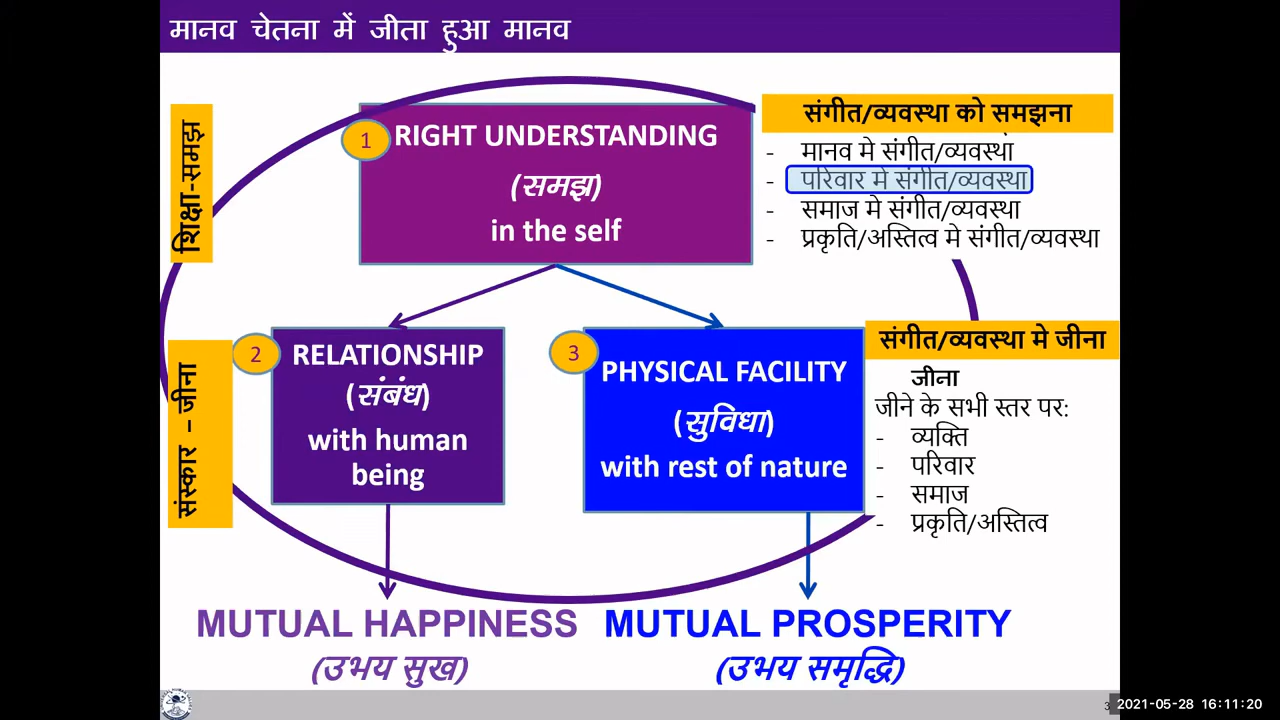 मानव चेतना में जीता हुआ मानव
शिक्षा-समझ
1
RIGHT UNDERSTANDING
(समझ)
in the self
संगीत/व्यवस्था को समझना
- मानव मे संगीत/व्यवस्था
- परिवार मे संगीत/व्यवस्था
- समाज मे संगीत/व्यवस्था
- प्रकृति/अस्तित्व मे संगीत/व्यवस्था
संस्कार – जीना
2
RELATIONSHIP
(संबंध)
with human
being
3
PHYSICAL FACILITY
(सुविधा)
with rest of nature
संगीत/व्यवस्था मे जीना
जीना
जीने के सभी स्तर पर:
- व्यक्ति
- परिवार
- समाज
- प्रकृति/अस्तित्व
MUTUAL HAPPINESS
(उभय सुख)
MUTUAL PROSPERITY
(उभय समृद्धि)
3
2021-05-28 16:11:20